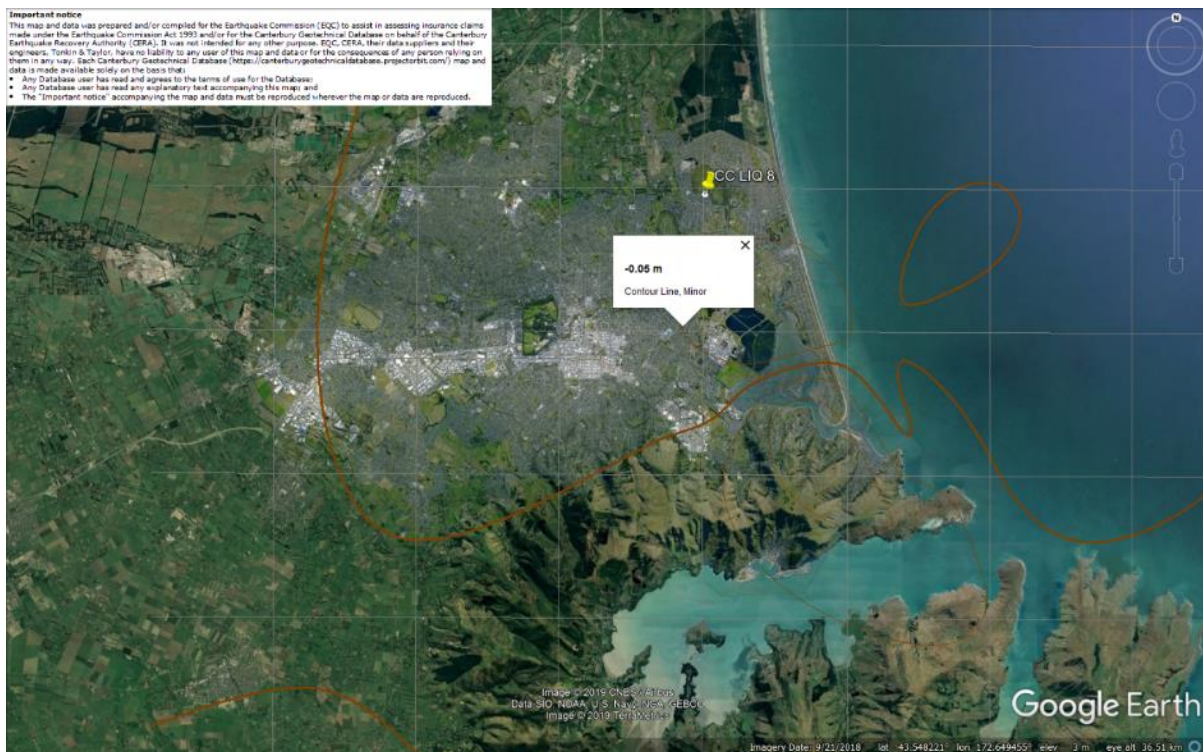 Important notice
This map and data was prepared and/or compiled for the Earthquake Commission (EQC) to assist in assessing insurance claims
made under the Earthquake Commission Act 1993 and/or for the Canterbury Geotechnical Database on behalf of the Canterbury
Earthquake Recovery Authority (CERA). It was not intended for any other purpose. EQC, CERA, their data suppliers and their
engineers, Tonkin & Taylor, have no liability to any user of this map and data or for the consequences of any person relying on
them in any way. Each Canterbury Geotechnical Database (https://canterburygeotechnicaldatabase.projectorbit.com/) map and
data is made available solely on the basis that:
• Any Database user has read and agrees to the terms of use for the Database;
• Any Database user has read any explanatory text accompanying this map; and
• The "Important notice" accompanying the map and data must be reproduced wherever the map or data are reproduced.
N
CC LIQ 8
-0.05 m
Contour Line, Minor
Image © 2019 CNES / Airbus
Data SIO, NOAA, U.S. Navy, NGA, GEBCO
Image © 2019 TerraMetrics
Google Earth
Imagery Date: 9/21/2018 lat -43.548221° lon 172.649455° elev 3 m eye alt 36.51 km